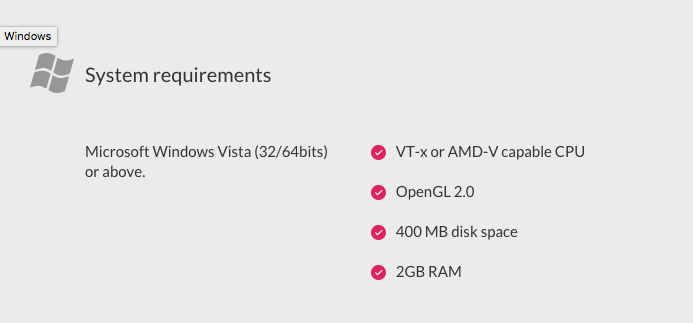 Windows
System requirements
Microsoft Windows Vista (32/64bits)
or above.
VT-x or AMD-V capable CPU
OpenGL 2.0
400 MB disk space
2GB RAM